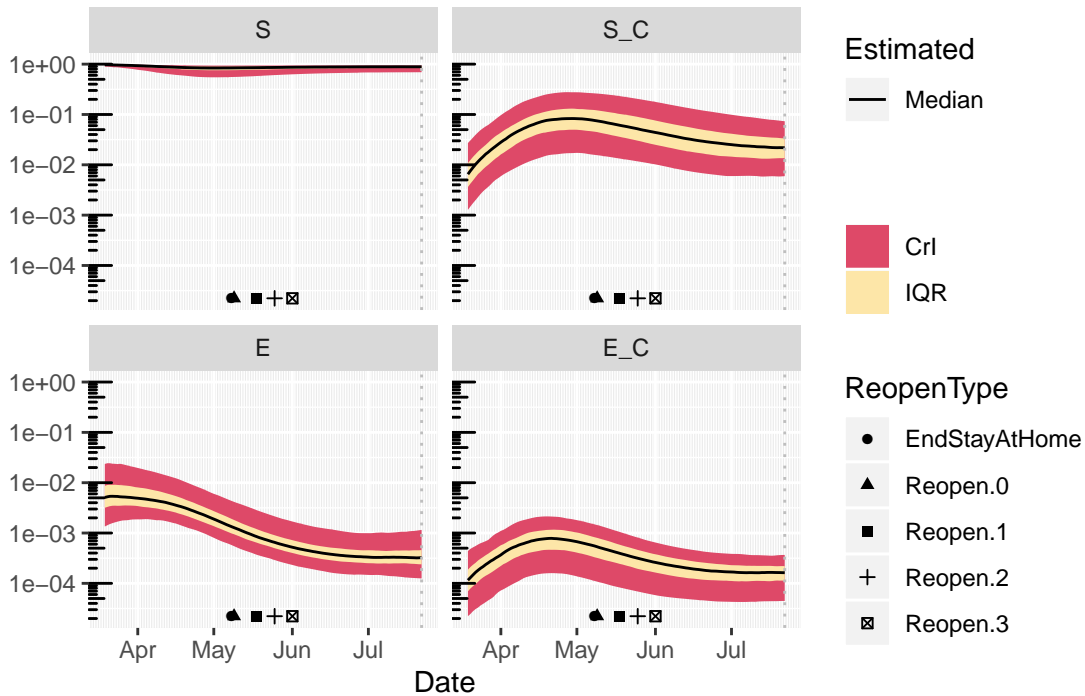 S
S_C
1e+00
1e−01
1e−02
1e−03
1e−04
E
E_C
1e+00
1e−01
1e−02
1e−03
1e−04
Apr May Jun Jul
Apr May Jun Jul
Date
Estimated
Median
CrI
IQR
ReopenType
EndStayAtHome
Reopen.0
Reopen.1
Reopen.2
Reopen.3